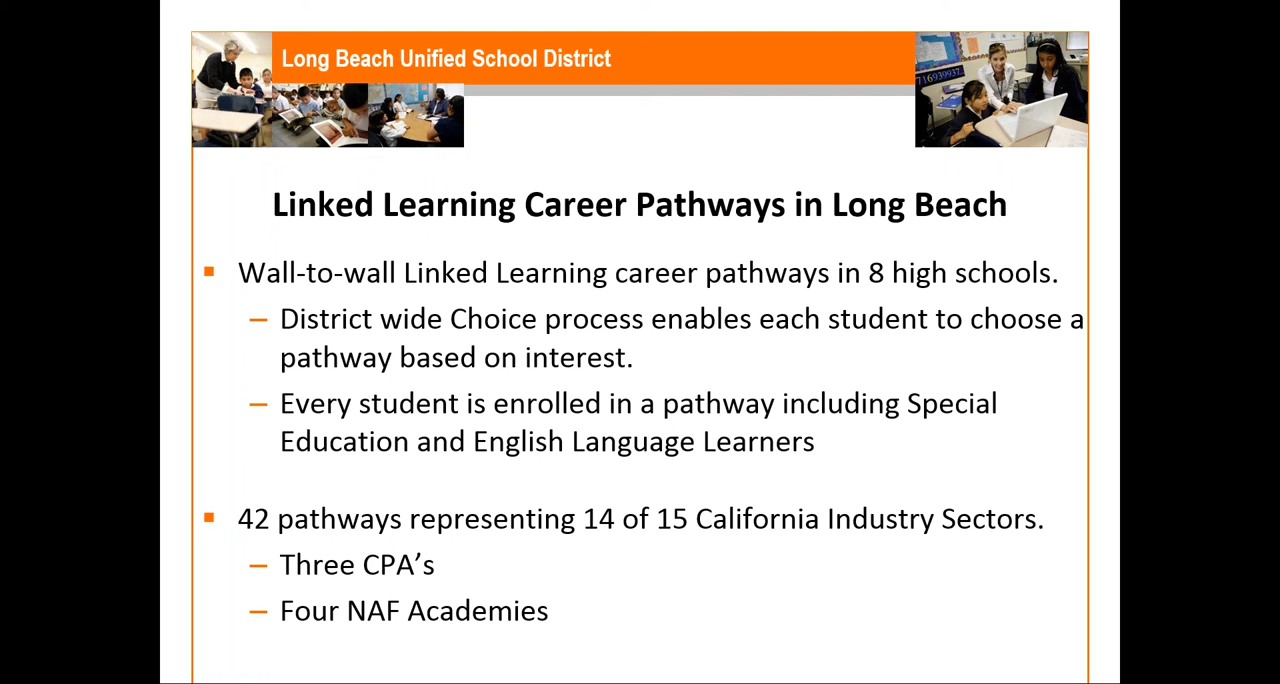 Long Beach Unified School District
716939937
Linked Learning Career Pathways in Long Beach
Wall-to-wall Linked Learning career pathways in 8 high schools.
– District wide Choice process enables each student to choose a
pathway based on interest.
– Every student is enrolled in a pathway including Special
Education and English Language Learners
42 pathways representing 14 of 15 California Industry Sectors.
– Three CPA’s
– Four NAF Academies